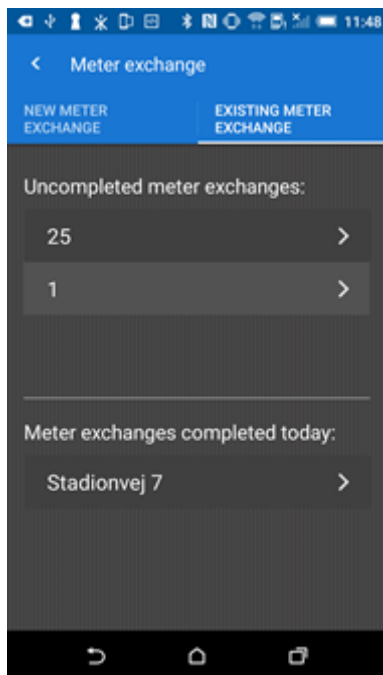 11:48
Meter exchange
NEW METER
EXCHANGE
EXISTING METER
EXCHANGE
Uncompleted meter exchanges:
25
1
Meter exchanges completed today:
Stadionvej 7